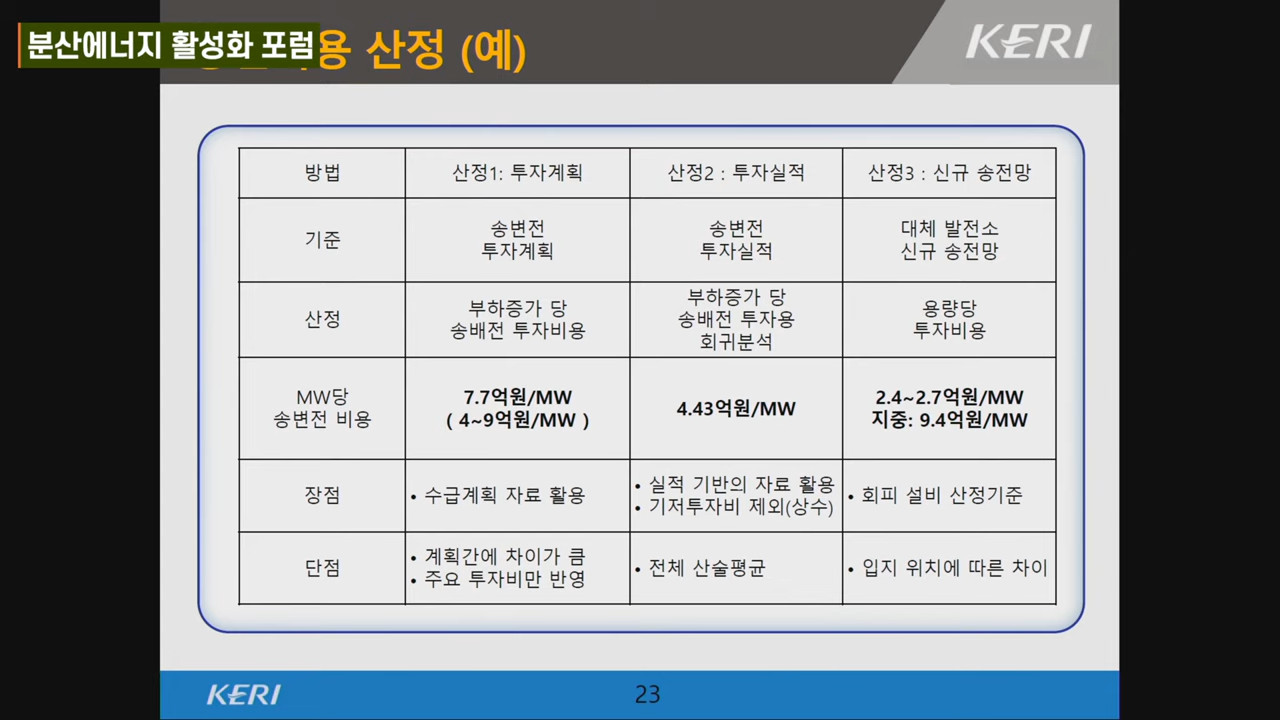 분산에너지 활성화 포럼
용 산정 (예)
KERI
방법
산정1: 투자계획
산정2 : 투자실적
산정3 : 신규 송전망
기준
송변전
투자계획
송변전
투자실적
대체 발전소
신규 송전망
산정
부하증가 당
송배전 투자비용
부하증가 당
송배전 투자용
회귀분석
용량당
투자비용
MW당
송변전 비용
7.7억원/MW
( 4~9억원/MW )
4.43억원/MW
2.4~2.7억원/MW
지중: 9.4억원/MW
장점
• 수급계획 자료 활용
• 실적 기반의 자료 활용
• 기저투자비 제외(상수)
• 회피 설비 산정기준
단점
• 계획간에 차이가 큼
• 주요 투자비만 반영
• 전체 산술평균
• 입지 위치에 따른 차이
KERI
23